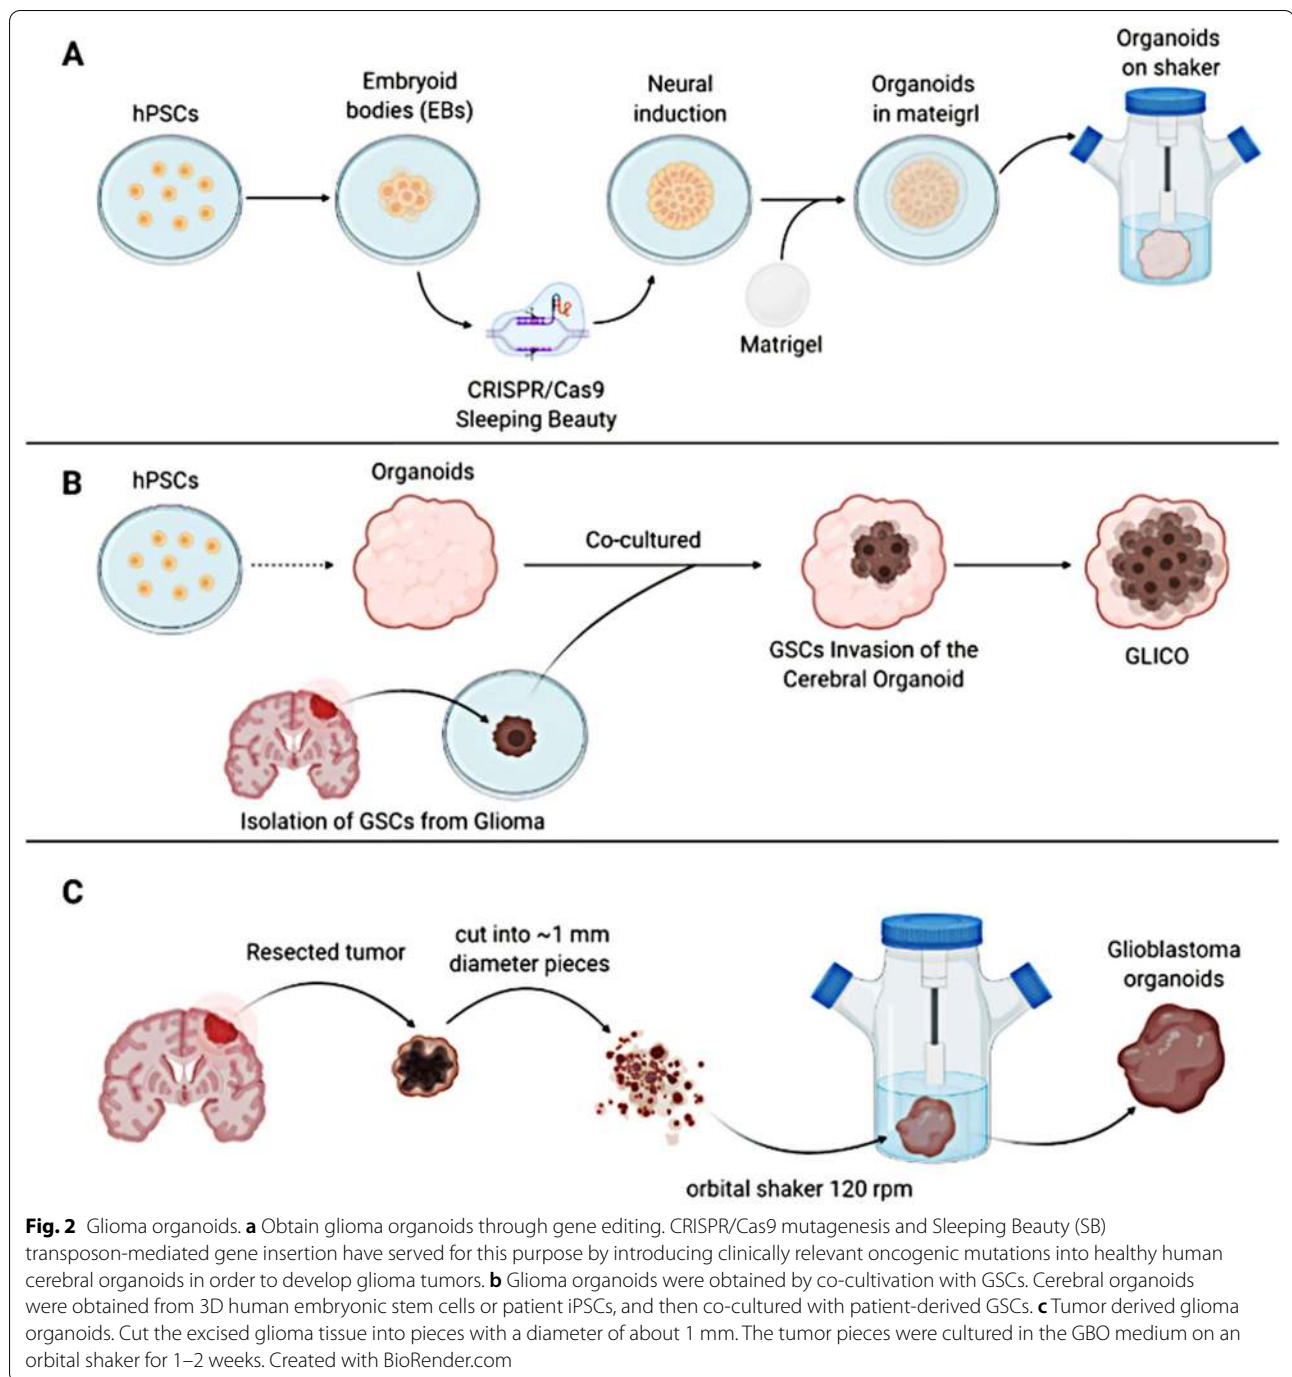 A
hPSCs
Embryoid
bodies (EBs)
Neural
induction
Organoids
in mateigrl
Organoids
on shaker
CRISPR/Cas9
Sleeping Beauty
Matrigel
B
hPSCs
Organoids
Co-cultured
GSCs Invasion of the
Cerebral Organoid
GLICO
Isolation of GSCs from Glioma
C
Resected tumor
cut into ~1 mm
diameter pieces
orbital shaker 120 rpm
Glioblastoma
organoids
Fig. 2 Glioma organoids. a Obtain glioma organoids through gene editing. CRISPR/Cas9 mutagenesis and Sleeping Beauty (SB)
transposon-mediated gene insertion have served for this purpose by introducing clinically relevant oncogenic mutations into healthy human
cerebral organoids in order to develop glioma tumors. b Glioma organoids were obtained by co-cultivation with GSCs. Cerebral organoids
were obtained from 3D human embryonic stem cells or patient iPSCs, and then co-cultured with patient-derived GSCs. c Tumor derived glioma
organoids. Cut the excised glioma tissue into pieces with a diameter of about 1 mm. The tumor pieces were cultured in the GBO medium on an
orbital shaker for 1–2 weeks. Created with BioRender.com